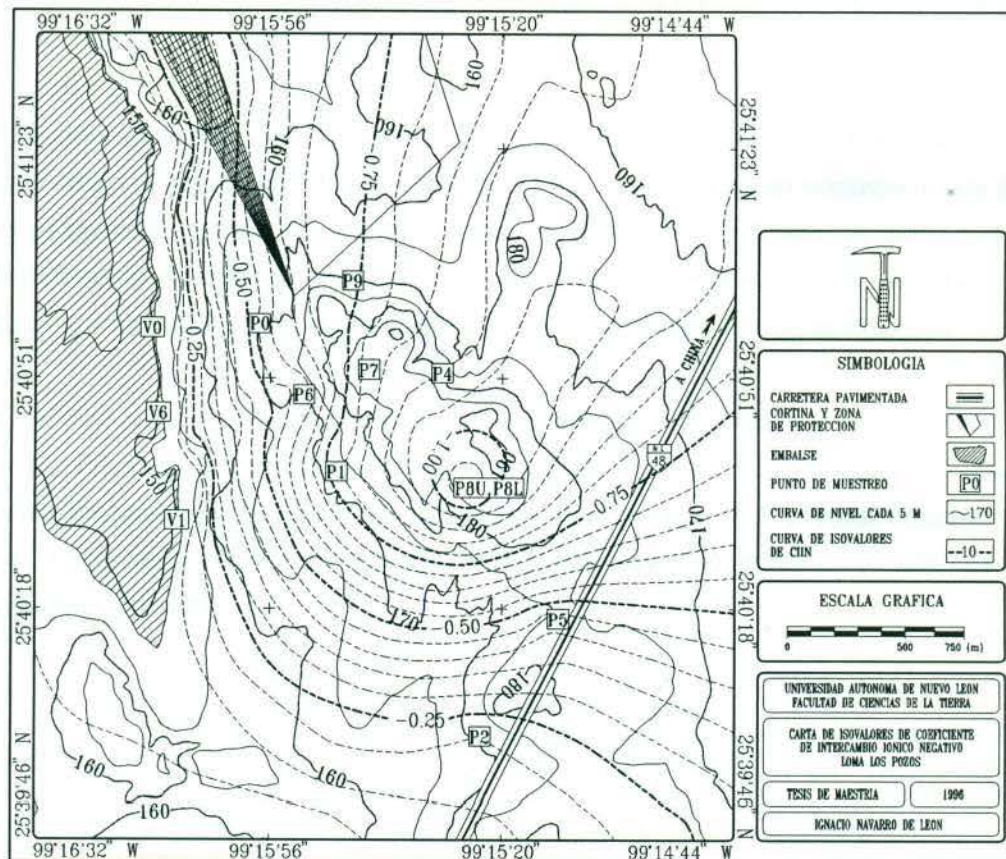 99°16'32" W 99°15'56" 99°15'20" 99°14'44" W
25°41'23" N
25°40'51"
25°40'18"
25°39'46" N
25°41'23" N
25°40'51"
25°40'18"
25°39'46" N
99°16'32" W 99°15'56" 99°15'20" 99°14'44" W
160
150
160
160
160
160
0.75
0.50
0.25
180
V0
P0
P9
P7
P4
P6
V6
P1
1.00
P8U,P8L
180
150
V1
A CHINA
48
0.75
170
170
0.50
P5
180
0.25
P2
160
160
160
N
SIMBOLOGIA
CARRETERA PAVIMENTADA
CORTINA Y ZONA
DE PROTECCION
EMBALSE
PUNTO DE MUESTREO P0
CURVA DE NIVEL CADA 5 M 170
CURVA DE ISOVALORES
DE CIIN 10
ESCALA GRAFICA
0 500 750 (m)
UNIVERSIDAD AUTONOMA DE NUEVO LEON
FACULTAD DE CIENCIAS DE LA TIERRA
CARTA DE ISOVALORES DE COEFICIENTE
DE INTERCAMBIO IONICO NEGATIVO
LOMA LOS POZOS
TESIS DE MAESTRIA 1996
IGNACIO NAVARRO DE LEON